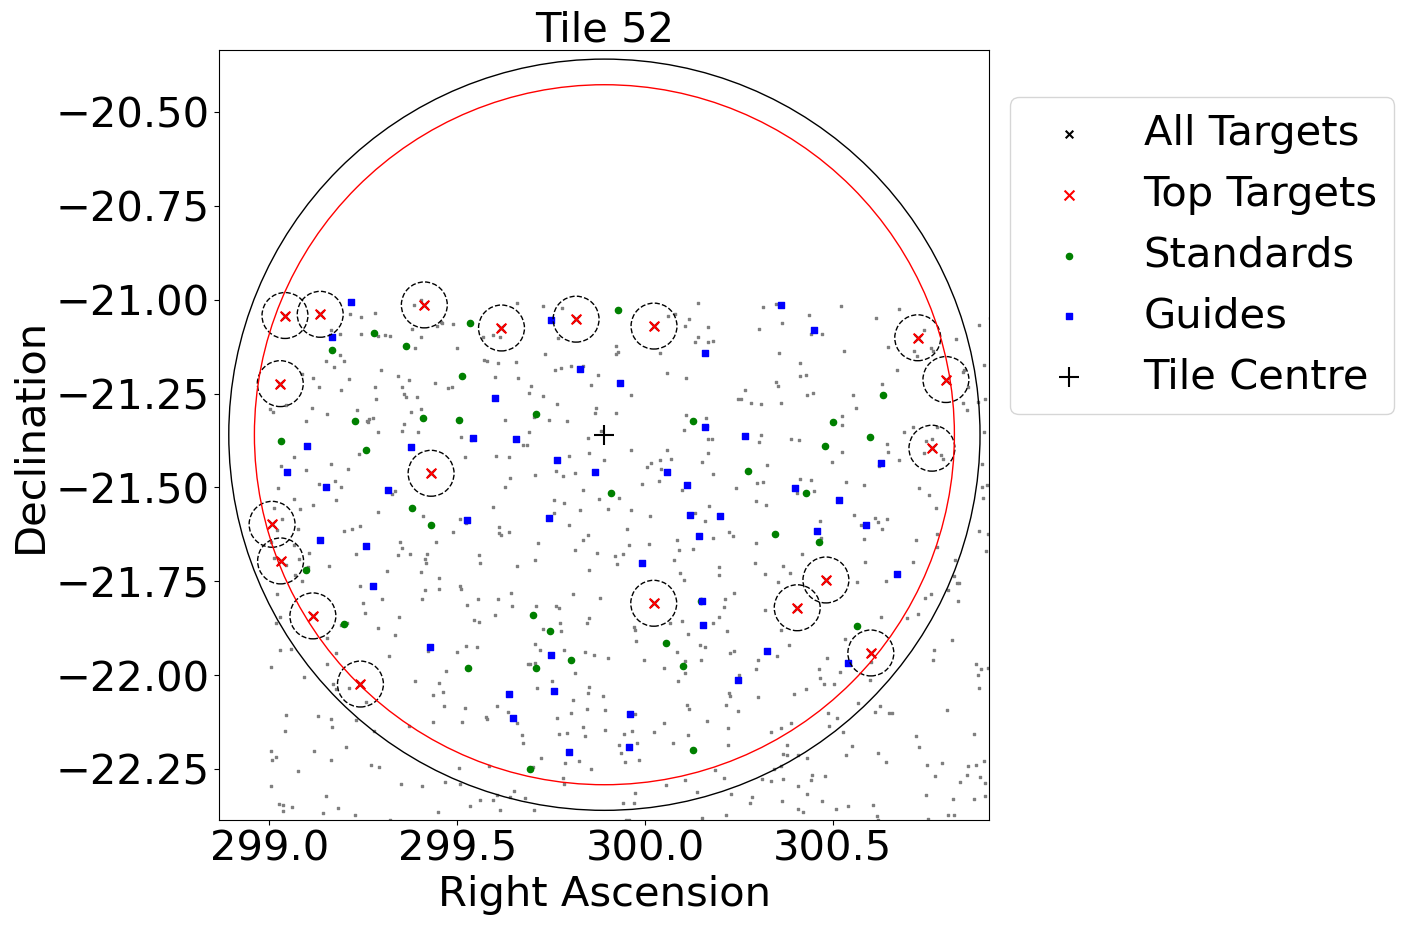 Tile 52
−20.50
−20.75
−21.00
−21.25
−21.50
−21.75
−22.00
−22.25
Declination
299.0 299.5 300.0 300.5
Right Ascension
All Targets
Top Targets
Standards
Guides
Tile Centre